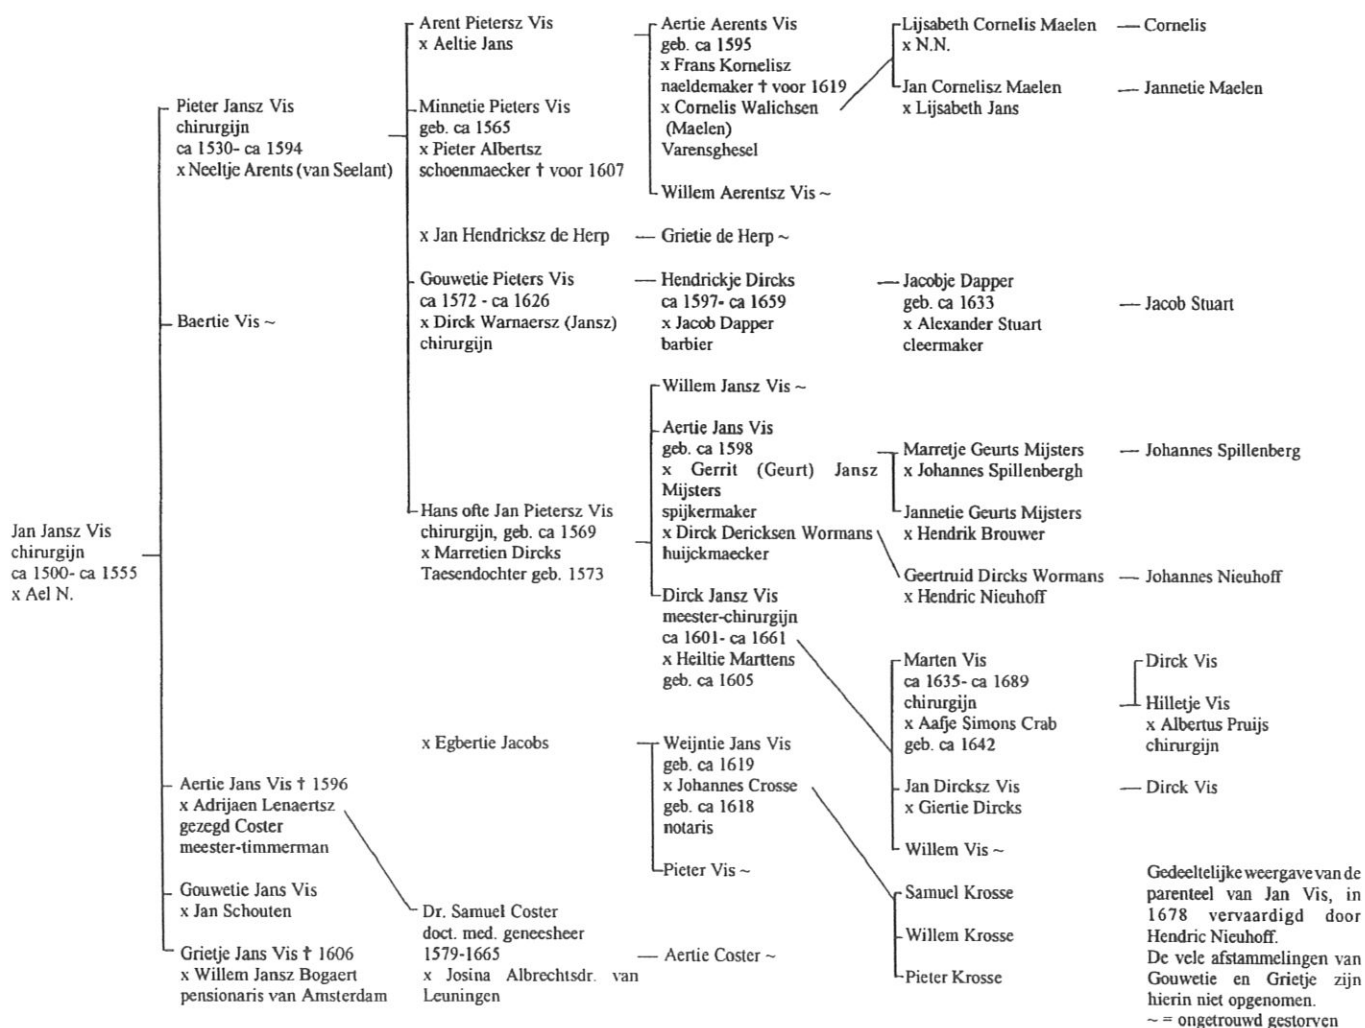 Jan Jansz Vis
chirurgijn
ca 1500- ca 1555
x Ael N.
Pieter Jansz Vis
chirurgijn
ca 1530- ca 1594
x Neeltje Arents (van Seelant)
Baertie Vis ~
Aertie Jans Vis † 1596
x Adrijaen Lenaertsz
gezegd Coster
meester-timmerman
Gouwetie Jans Vis
x Jan Schouten
Grietje Jans Vis † 1606
x Willem Jansz Bogaert
pensionaris van Amsterdam
Arent Pietersz Vis
x Aeltie Jans
Minnetie Pieters Vis
geb. ca 1565
x Pieter Albertsz
schoenmaecker † voor 1607
x Jan Hendricksz de Herp
Gouwetie Pieters Vis
ca 1572 - ca 1626
x Dirck Warnaersz (Jansz)
chirurgijn
Hans ofte Jan Pietersz Vis
chirurgijn, geb. ca 1569
x Marretien Dircks
Taesendochter geb. 1573
x Egbertie Jacobs
Dr. Samuel Coster
doct. med. geneesheer
1579-1665
x Josina Albrechtsdr. van
Leuningen
Aertie Aerents Vis
geb. ca 1595
x Frans Kornelisz
naeldemaker † voor 1619
x Cornelis Walichsen
(Maelen)
Varensghesel
Willem Aerentsz Vis ~
Grietie de Herp ~
Hendrickje Dircks
ca 1597- ca 1659
x Jacob Dapper
barbier
Willem Jansz Vis ~
Aertie Jans Vis
geb. ca 1598
x Gerrit (Geurt) Jansz
Mijsters
spijkermaker
x Dirck Dericksen Wormans
huijckmaecker
Dirck Jansz Vis
meester-chirurgijn
ca 1601- ca 1661
x Heiltie Marttens
geb. ca 1605
Weijntie Jans Vis
geb. ca 1619
x Johannes Crosse
geb. ca 1618
notaris
Pieter Vis ~
Aertie Coster ~
Lijsabeth Cornelis Maelen
x N.N.
Jan Cornelisz Maelen
x Lijsabeth Jans
Jacobje Dapper
geb. ca 1633
x Alexander Stuart
cleermaker
Marretje Geurts Mijsters
x Johannes Spillenbergh
Jannetie Geurts Mijsters
x Hendrik Brouwer
Geertruid Dircks Wormans
x Hendric Nieuhoff
Marten Vis
ca 1635- ca 1689
chirurgijn
x Aafje Simons Crab
geb. ca 1642
Jan Dircksz Vis
x Giertie Dircks
Willem Vis ~
Samuel Krosse
Willem Krosse
Pieter Krosse
Cornelis
Jannetie Maelen
Jacob Stuart
Johannes Spillenberg
Johannes Nieuhoff
Dirck Vis
Hilletje Vis
x Albertus Pruijs
chirurgijn
Dirck Vis
Gedeeltelijke weergave van de
parenteel van Jan Vis, in
1678 vervaardigd door
Hendric Nieuhoff.
De vele afstammelingen van
Gouwetie en Grietje zijn
hierin niet opgenomen.
~ = ongetrouwd gestorven